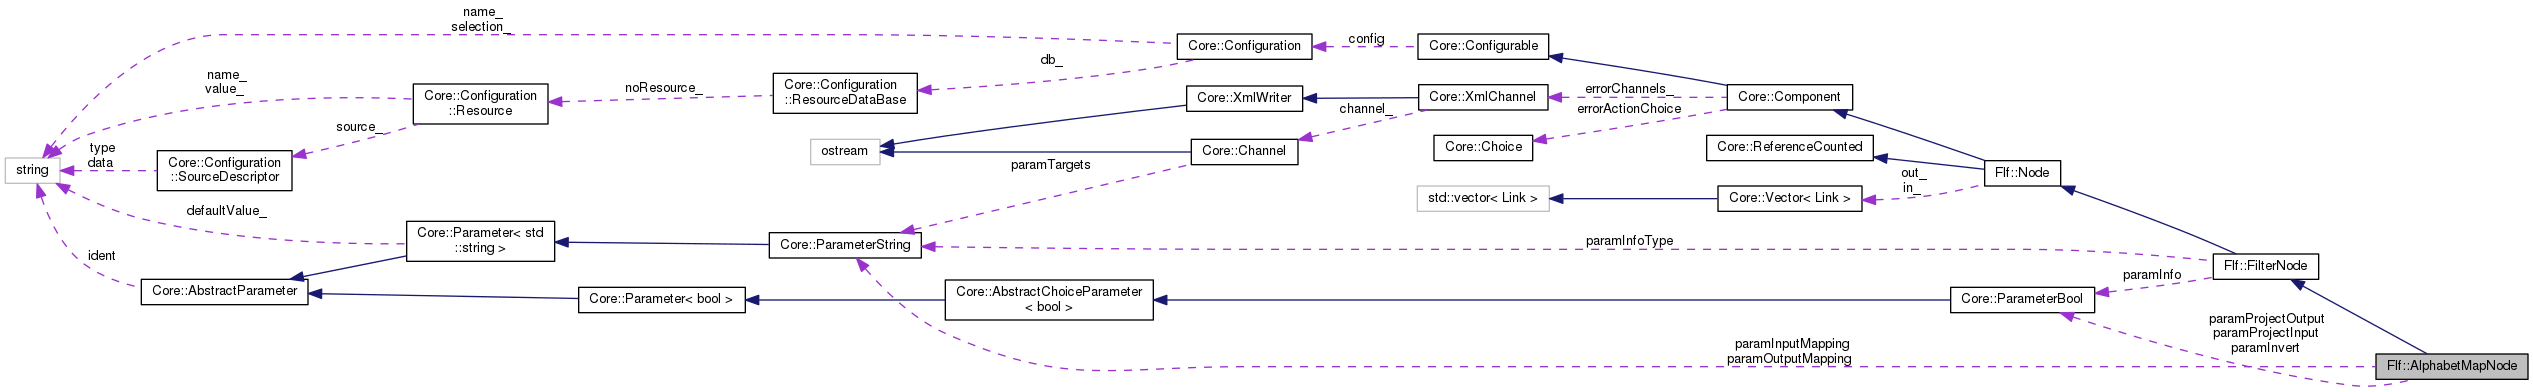 name_
selection_
Core::Configuration
config
Core::Configurable
db_
name_
value_
Core::Configuration
::Resource
noResource_
Core::Configuration
::ResourceDataBase
Core::XmlWriter
Core::XmlChannel
errorChannels_
Core::Component
channel_
errorActionChoice
source_
ostream
Core::Channel
Core::Choice
Core::ReferenceCounted
type
data
string
Core::Configuration
::SourceDescriptor
paramTargets
Flf::Node
out_
in_
std::vector< Link >
Core::Vector< Link >
defaultValue_
Core::Parameter< std
::string >
Core::ParameterString
paramInfoType
ident
Flf::FilterNode
paramInfo
Core::AbstractParameter
Core::Parameter< bool >
Core::AbstractChoiceParameter
< bool >
Core::ParameterBool
paramProjectOutput
paramProjectInput
paramInvert
paramInputMapping
paramOutputMapping
Flf::AlphabetMapNode